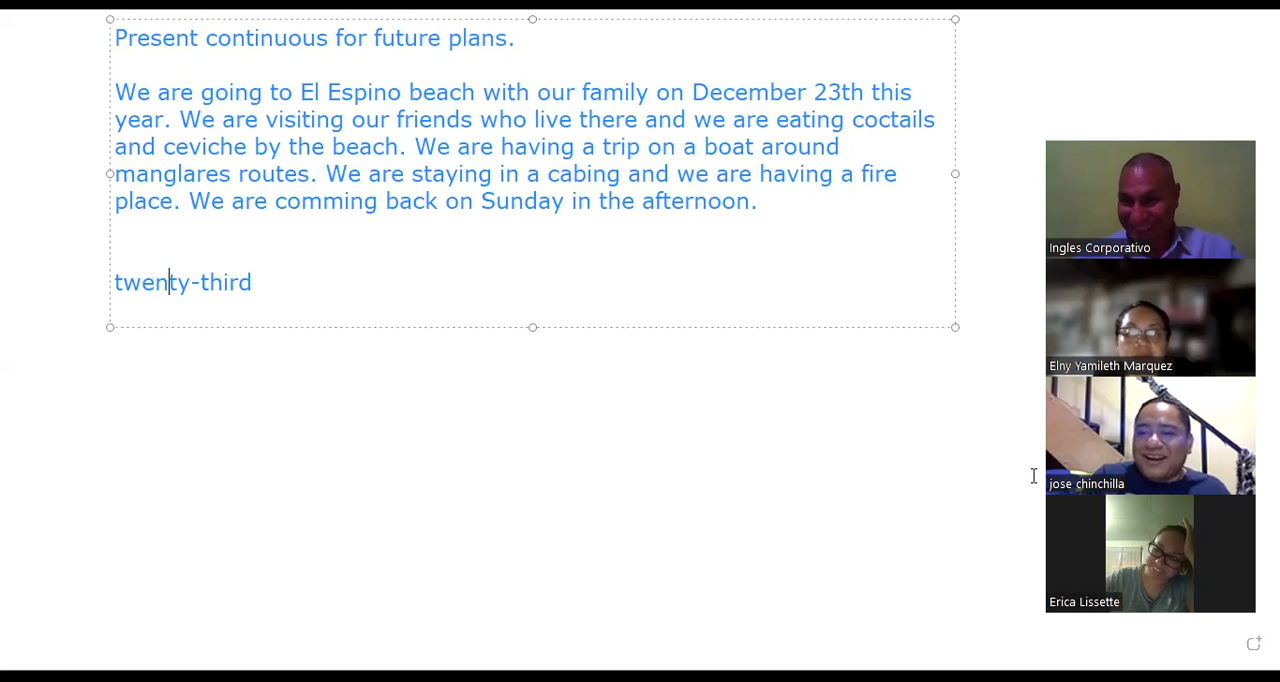 Present continuous for future plans.
We are going to El Espino beach with our family on December 23th this
year. We are visiting our friends who live there and we are eating coctails
and ceviche by the beach. We are having a trip on a boat around
manglares routes. We are staying in a cabing and we are having a fire
place. We are comming back on Sunday in the afternoon.
twenty-third
Ingles Corporativo
Elny Yamileth Marquez
jose chinchilla
Erica Lissette